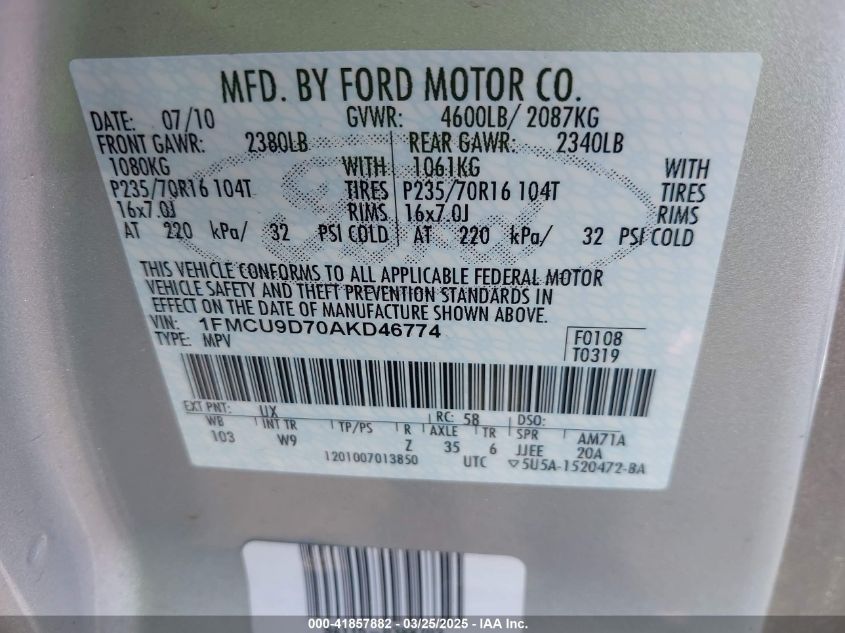 MFD. BY FORD MOTOR CO.
DATE: 07/10 GVWR: 4600LB/ 2087KG
FRONT GAWR: 2380LB REAR GAWR: 2340LB
1080KG WITH 1061KG WITH
P235/70R16 104T TIRES P235/70R16 104T TIRES
16x7.0J RIMS 16x7.0J RIMS
AT 220 kPa/ 32 PSI COLD AT 220 kPa/ 32 PSI COLD
THIS VEHICLE CONFORMS TO ALL APPLICABLE FEDERAL MOTOR
VEHICLE SAFETY AND THEFT PREVENTION STANDARDS IN
EFFECT ON THE DATE OF MANUFACTURE SHOWN ABOVE.
VIN: 1FMCU9D70AKD46774 F0108
TYPE: MPV T0319
EXT PNT: UX RC: 58 DSO:
WB INT TR TP/PS R AXLE TR SPR AM71A
103 W9 Z 35 6 JJEE 20A
1201007013850 UTC ▽5U5A-1520472-BA
000-41857882 - 03/25/2025 - IAA Inc.